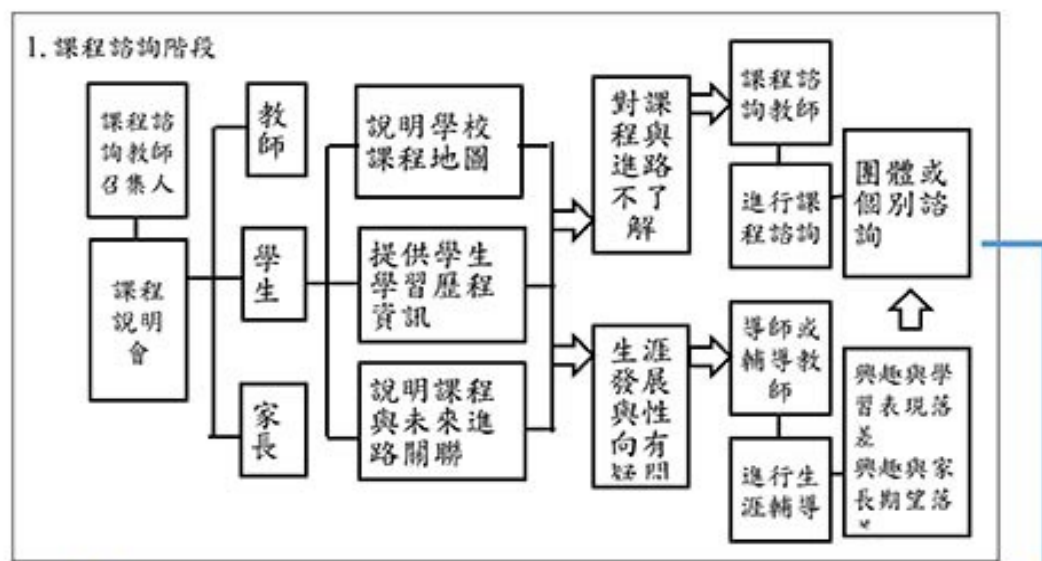 1. 課程諮詢階段
課程諮
詢教師
召集人
課程
說明
會
教
師
學
生
家
長
說明學校
課程地圖
提供學生
學習歷程
資訊
說明課程
與未來進
路關聯
對課
程與
進路
不了
解
生涯
發展
與性
向有
疑問
課程諮
詢教師
進行課
程諮詢
團體或
個別諮
詢
導師或
輔導教
師
進行生
涯輔導
興趣與學
習表現落
差
興趣與家
長期望落